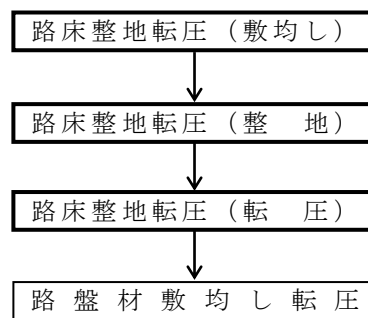 路床整地転圧（敷均し）
路床整地転圧（整　地）
路床整地転圧（転　圧）
路盤材敷均し転圧